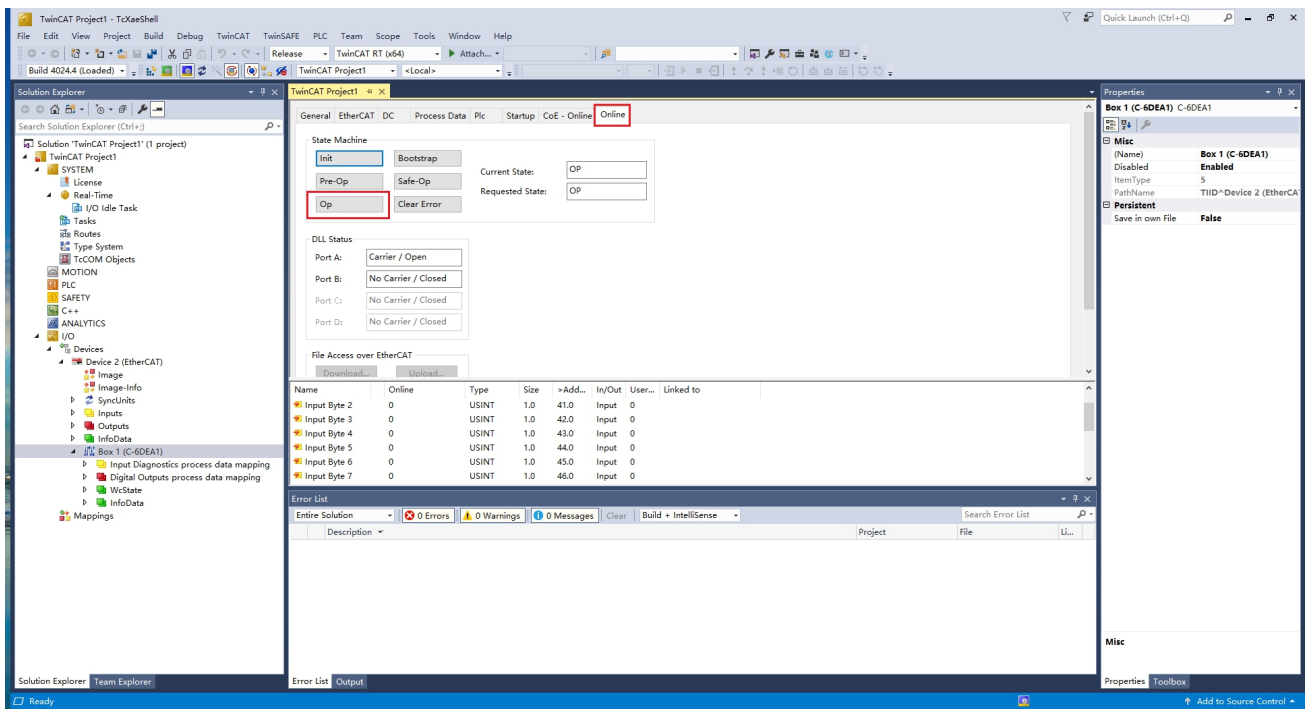 TwinCAT Project1 - TcXaeShell
Quick Launch (Ctrl+Q)
File Edit View Project Build Debug TwinCAT TwinSAFE PLC Team Scope Tools Window Help
Release TwinCAT RT (x64) Attach...
Build 4024.4 (Loaded) TwinCAT Project1 <Local>
Solution Explorer
Search Solution Explorer (Ctrl+;)
Solution 'TwinCAT Project1' (1 project)
TwinCAT Project1
SYSTEM
License
Real-Time
I/O Idle Task
Tasks
Routes
Type System
TcCOM Objects
MOTION
PLC
SAFETY
C++
ANALYTICS
I/O
Devices
Device 2 (EtherCAT)
Image
Image-Info
SyncUnits
Inputs
Outputs
InfoData
Box 1 (C-6DEA1)
Input Diagnostics process data mapping
Digital Outputs process data mapping
WcState
InfoData
Mappings
Solution Explorer Team Explorer
TwinCAT Project1
General EtherCAT DC Process Data Plc Startup CoE - Online Online
State Machine
Init Bootstrap
Current State: OP
Pre-Op Safe-Op
Requested State: OP
Op Clear Error
DLL Status
Port A: Carrier / Open
Port B: No Carrier / Closed
Port C: No Carrier / Closed
Port D: No Carrier / Closed
File Access over EtherCAT
Download... Upload...
Name Online Type Size >Add... In/Out User... Linked to
Input Byte 2 0 USINT 1.0 41.0 Input 0
Input Byte 3 0 USINT 1.0 42.0 Input 0
Input Byte 4 0 USINT 1.0 43.0 Input 0
Input Byte 5 0 USINT 1.0 44.0 Input 0
Input Byte 6 0 USINT 1.0 45.0 Input 0
Input Byte 7 0 USINT 1.0 46.0 Input 0
Error List
Entire Solution 0 Errors 0 Warnings 0 Messages Clear Build + IntelliSense Search Error List
Description Project File Li...
Error List Output
Properties
Box 1 (C-6DEA1) C-6DEA1
Misc
(Name) Box 1 (C-6DEA1)
Disabled Enabled
ItemType 5
PathName TIID^Device 2 (EtherCA
Persistent
Save in own File False
Misc
Properties Toolbox
Ready
Add to Source Control